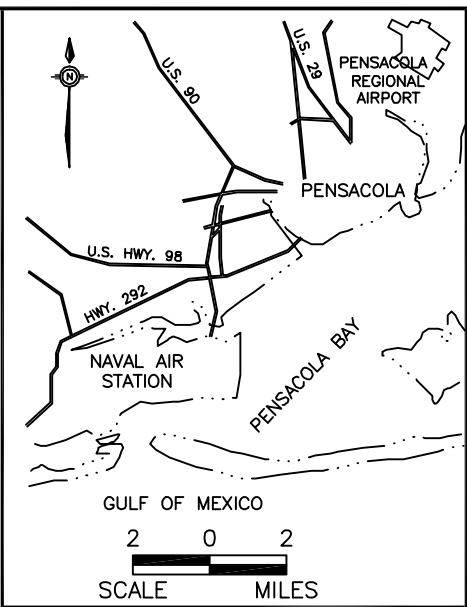 U.S. 90
U.S. 29
PENSACOLA
REGIONAL
AIRPORT
N
PENSACOLA
U.S. HWY. 98
HWY. 292
NAVAL AIR
STATION
PENSACOLA BAY
GULF OF MEXICO
2 0 2
SCALE MILES